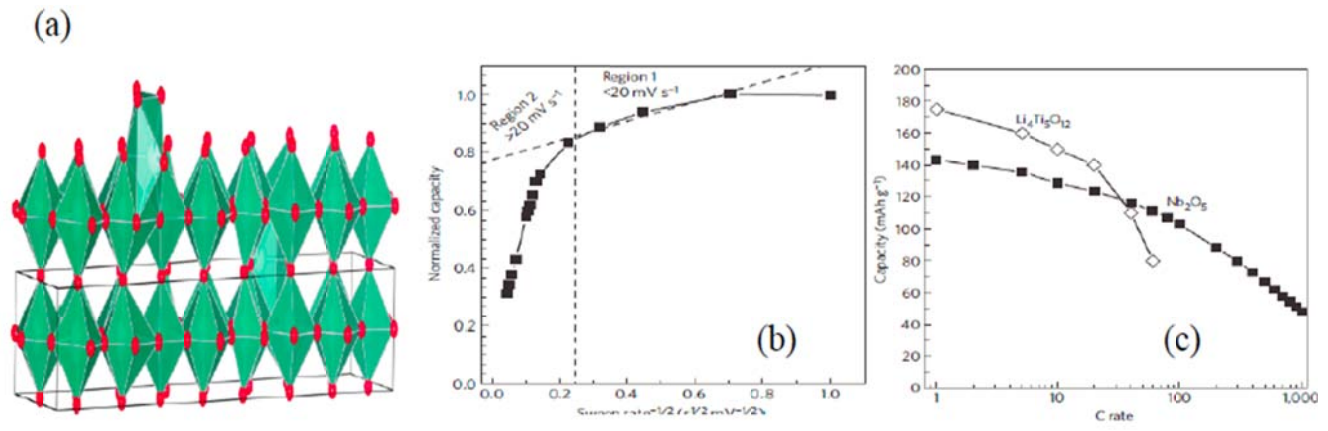 (a)
Region 2
>20 mV s⁻¹
Region 1
<20 mV s⁻¹
Normalized capacity
1.0
0.8
0.6
0.4
0.2
0.0
0.0 0.2 0.4 0.6 0.8 1.0
(b)
200
180
160
140
120
100
80
60
40
20
0
Capacity (mAh g⁻¹)
Li₄Ti₅O₁₂
Nb₂O₅
(c)
1 10 100 1,000
C rate